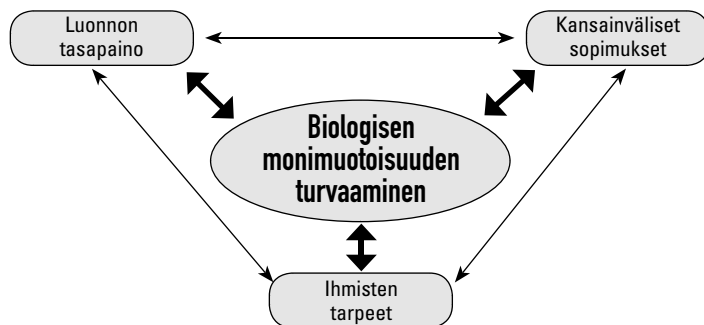 Luonnon
tasapaino
Kansainväliset
sopimukset
Biologisen
monimuotoisuuden
turvaaminen
Ihmisten
tarpeet